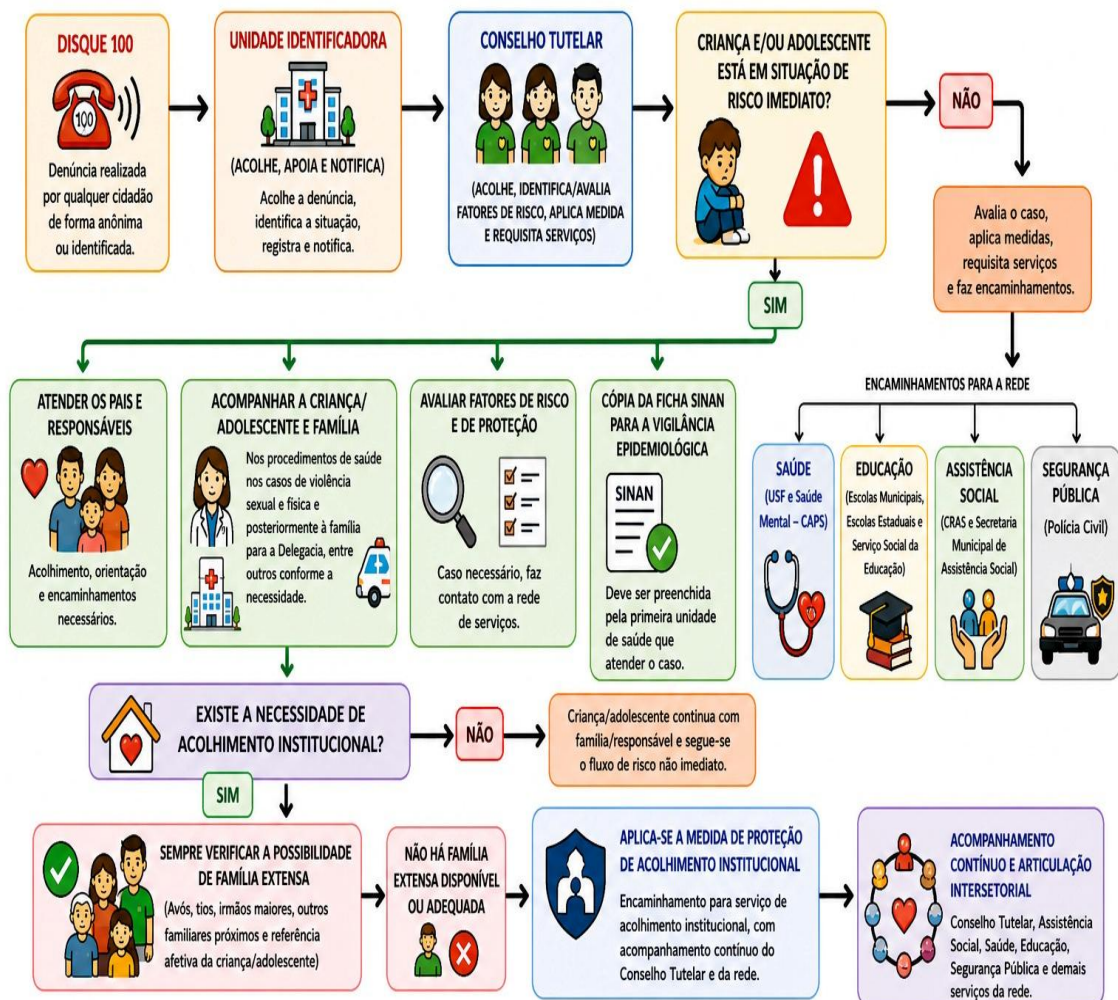 DISQUE 100
100
Denúncia realizada
por qualquer cidadão
de forma anônima
ou identificada.
UNIDADE IDENTIFICADORA
(ACOLHE, APOIA E NOTIFICA)
Acolhe a denúncia,
identifica a situação,
registra e notifica.
CONSELHO TUTELAR
(ACOLHE, IDENTIFICA/AVALIA
FATORES DE RISCO, APLICA MEDIDA
E REQUISITA SERVIÇOS)
CRIANÇA E/OU ADOLESCENTE
ESTÁ EM SITUAÇÃO DE
RISCO IMEDIATO?
NÃO
Avalia o caso,
aplica medidas,
requisita serviços
e faz encaminhamentos.
SIM
ATENDER OS PAIS E
RESPONSÁVEIS
Acolhimento, orientação
e encaminhamentos
necessários.
ACOMPANHAR A CRIANÇA/
ADOLESCENTE E FAMÍLIA
Nos procedimentos de saúde
nos casos de violência
sexual e física e
posteriormente à família
para a Delegacia, entre
outros conforme a
necessidade.
AVALIAR FATORES DE RISCO
E DE PROTEÇÃO
Caso necessário, faz
contato com a rede
de serviços.
CÓPIA DA FICHA SINAN
PARA A VIGILÂNCIA
EPIDEMIOLÓGICA
SINAN
Deve ser preenchida
pela primeira unidade
de saúde que
atender o caso.
ENCAMINHAMENTOS PARA A REDE
SAÚDE
(USF e Saúde
Mental – CAPS)
EDUCAÇÃO
(Escolas Municipais,
Escolas Estaduais e
Serviço Social da
Educação)
ASSISTÊNCIA
SOCIAL
(CRAS e Secretaria
Municipal de
Assistência Social)
SEGURANÇA
PÚBLICA
(Polícia Civil)
EXISTE A NECESSIDADE DE
ACOLHIMENTO INSTITUCIONAL?
NÃO
Criança/adolescente continua com
família/responsável e segue-se
o fluxo de risco não imediato.
SIM
SEMPRE VERIFICAR A POSSIBILIDADE
DE FAMÍLIA EXTENSA
(Avós, tios, irmãos maiores, outros
familiares próximos e referência
afetiva da criança/adolescente)
NÃO HÁ FAMÍLIA
EXTENSA DISPONÍVEL
OU ADEQUADA
APLICA-SE A MEDIDA DE PROTEÇÃO
DE ACOLHIMENTO INSTITUCIONAL
Encaminhamento para serviço de
acolhimento institucional, com
acompanhamento contínuo do
Conselho Tutelar e da rede.
ACOMPANHAMENTO
CONTÍNUO E ARTICULAÇÃO
INTERSETORIAL
Conselho Tutelar, Assistência
Social, Saúde, Educação,
Segurança Pública e demais
serviços da rede.